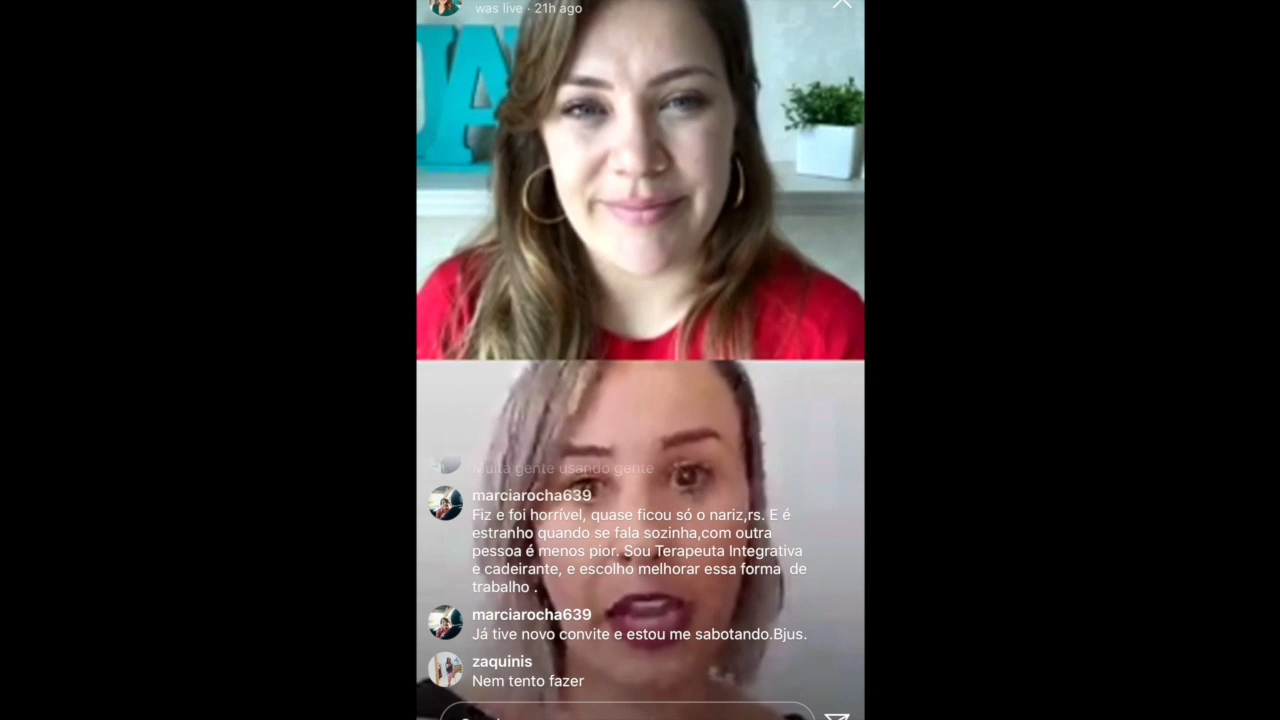 was live · 21h ago
UA
Muita gente usando gente
marciarocha639
Fiz e foi horrível, quase ficou só o nariz,rs. E é
estranho quando se fala sozinha,com outra
pessoa é menos pior. Sou Terapeuta Integrativa
e cadeirante, e escolho melhorar essa forma de
trabalho .
marciarocha639
Já tive novo convite e estou me sabotando.Bjus.
zaquinis
Nem tento fazer